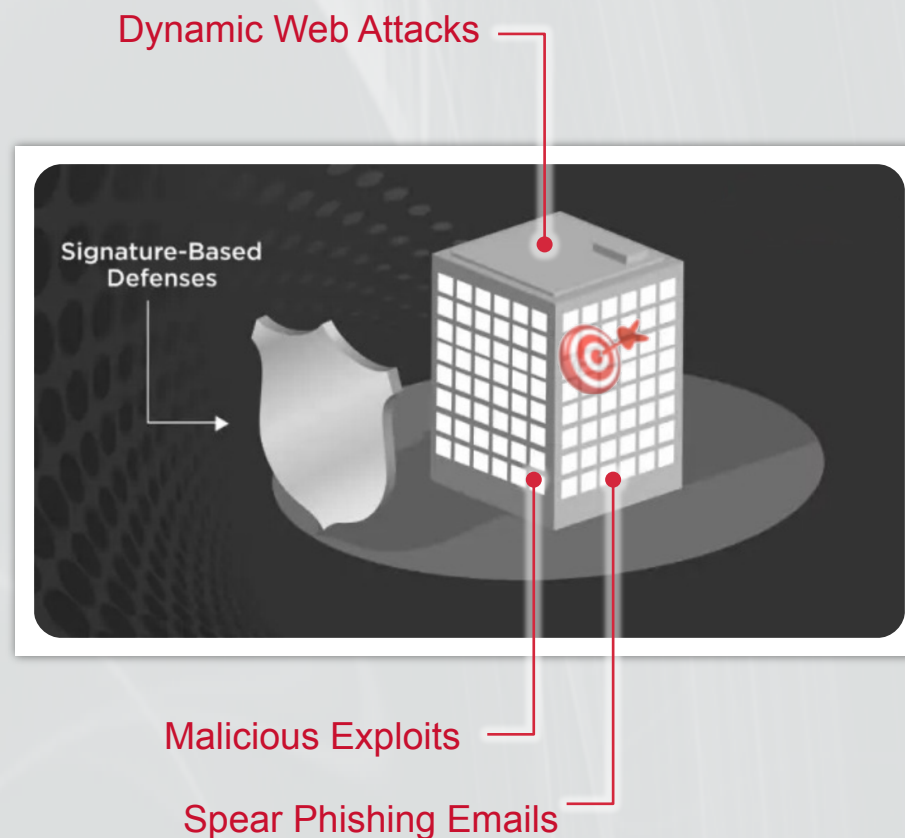 Dynamic Web Attacks
Signature-Based
Defenses
Malicious Exploits
Spear Phishing Emails